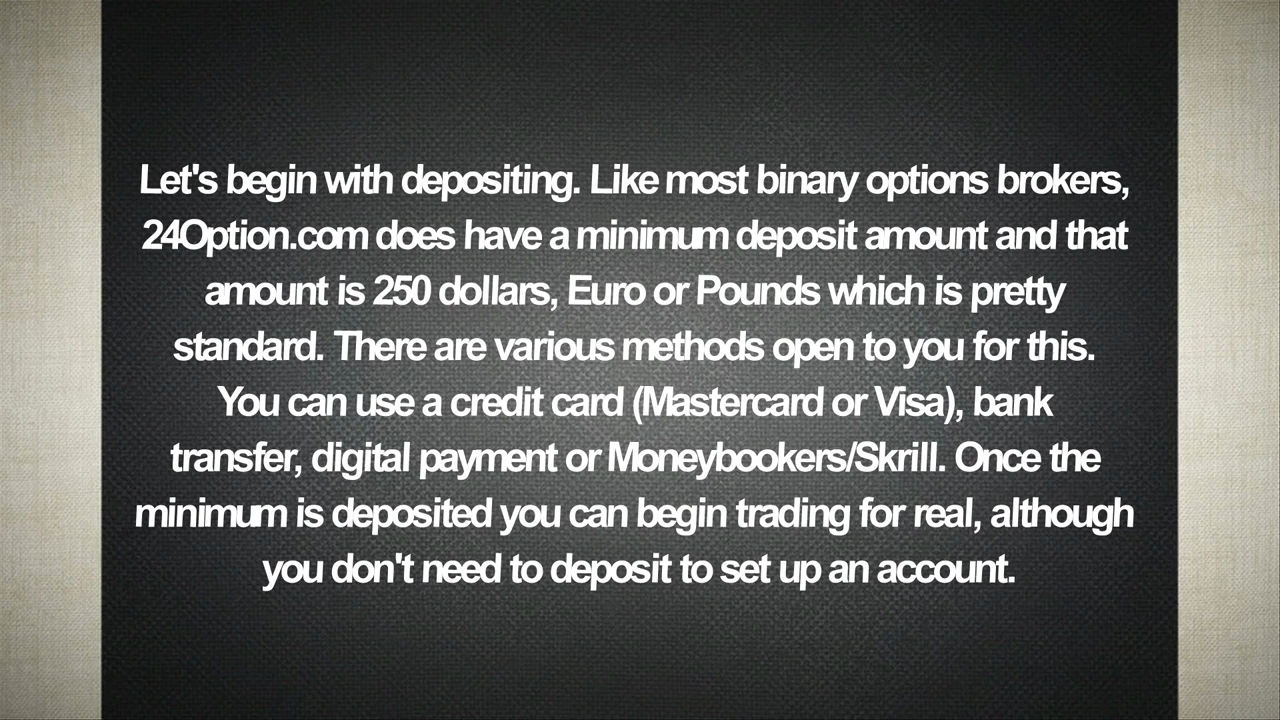 Let's begin with depositing. Like most binary options brokers,
24Option.com does have a minimum deposit amount and that
amount is 250 dollars, Euro or Pounds which is pretty
standard. There are various methods open to you for this.
You can use a credit card (Mastercard or Visa), bank
transfer, digital payment or Moneybookers/Skrill. Once the
minimum is deposited you can begin trading for real, although
you don't need to deposit to set up an account.